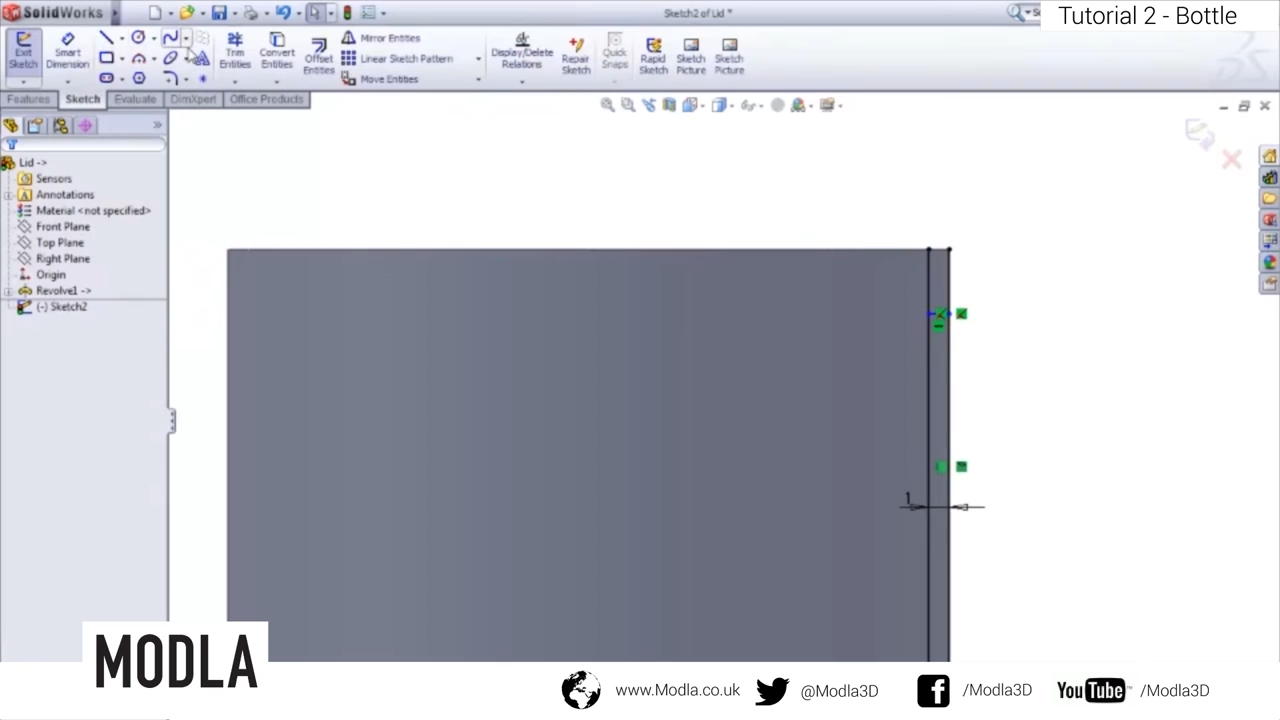 SolidWorks
Sketch2 of Lid *
Tutorial 2 - Bottle
Exit Sketch
Smart Dimension
Trim Entities
Convert Entities
Offset Entities
Mirror Entities
Linear Sketch Pattern
Move Entities
Display/Delete Relations
Repair Sketch
Quick Snaps
Rapid Sketch
Sketch Picture
Sketch Picture
Features
Sketch
Evaluate
DimXpert
Office Products
Lid ->
Sensors
Annotations
Material <not specified>
Front Plane
Top Plane
Right Plane
Origin
Revolve1 ->
(-) Sketch2
1
MODLA
www.Modla.co.uk
@Modla3D
/Modla3D
YouTube /Modla3D